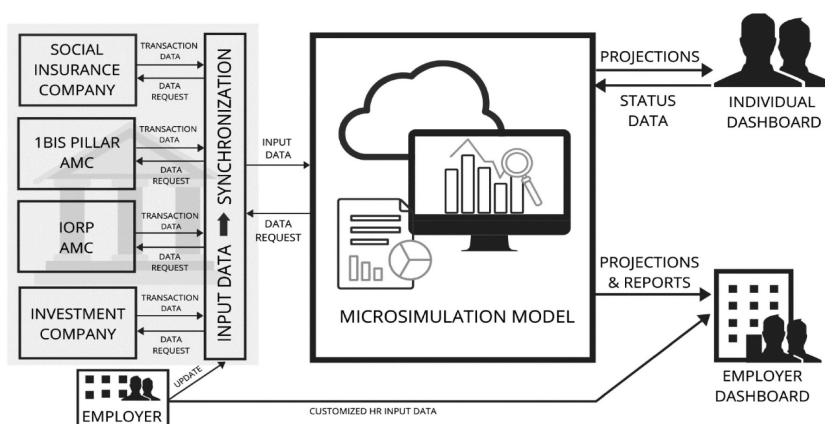 SOCIAL
INSURANCE
COMPANY
TRANSACTION
DATA
DATA
REQUEST
1BIS PILLAR
AMC
TRANSACTION
DATA
DATA
REQUEST
IORP
AMC
TRANSACTION
DATA
DATA
REQUEST
INVESTMENT
COMPANY
TRANSACTION
DATA
DATA
REQUEST
INPUT DATA SYNCHRONIZATION
EMPLOYER
UPDATE
INPUT
DATA
DATA
REQUEST
MICROSIMULATION MODEL
PROJECTIONS
STATUS
DATA
INDIVIDUAL
DASHBOARD
PROJECTIONS
& REPORTS
EMPLOYER
DASHBOARD
CUSTOMIZED HR INPUT DATA